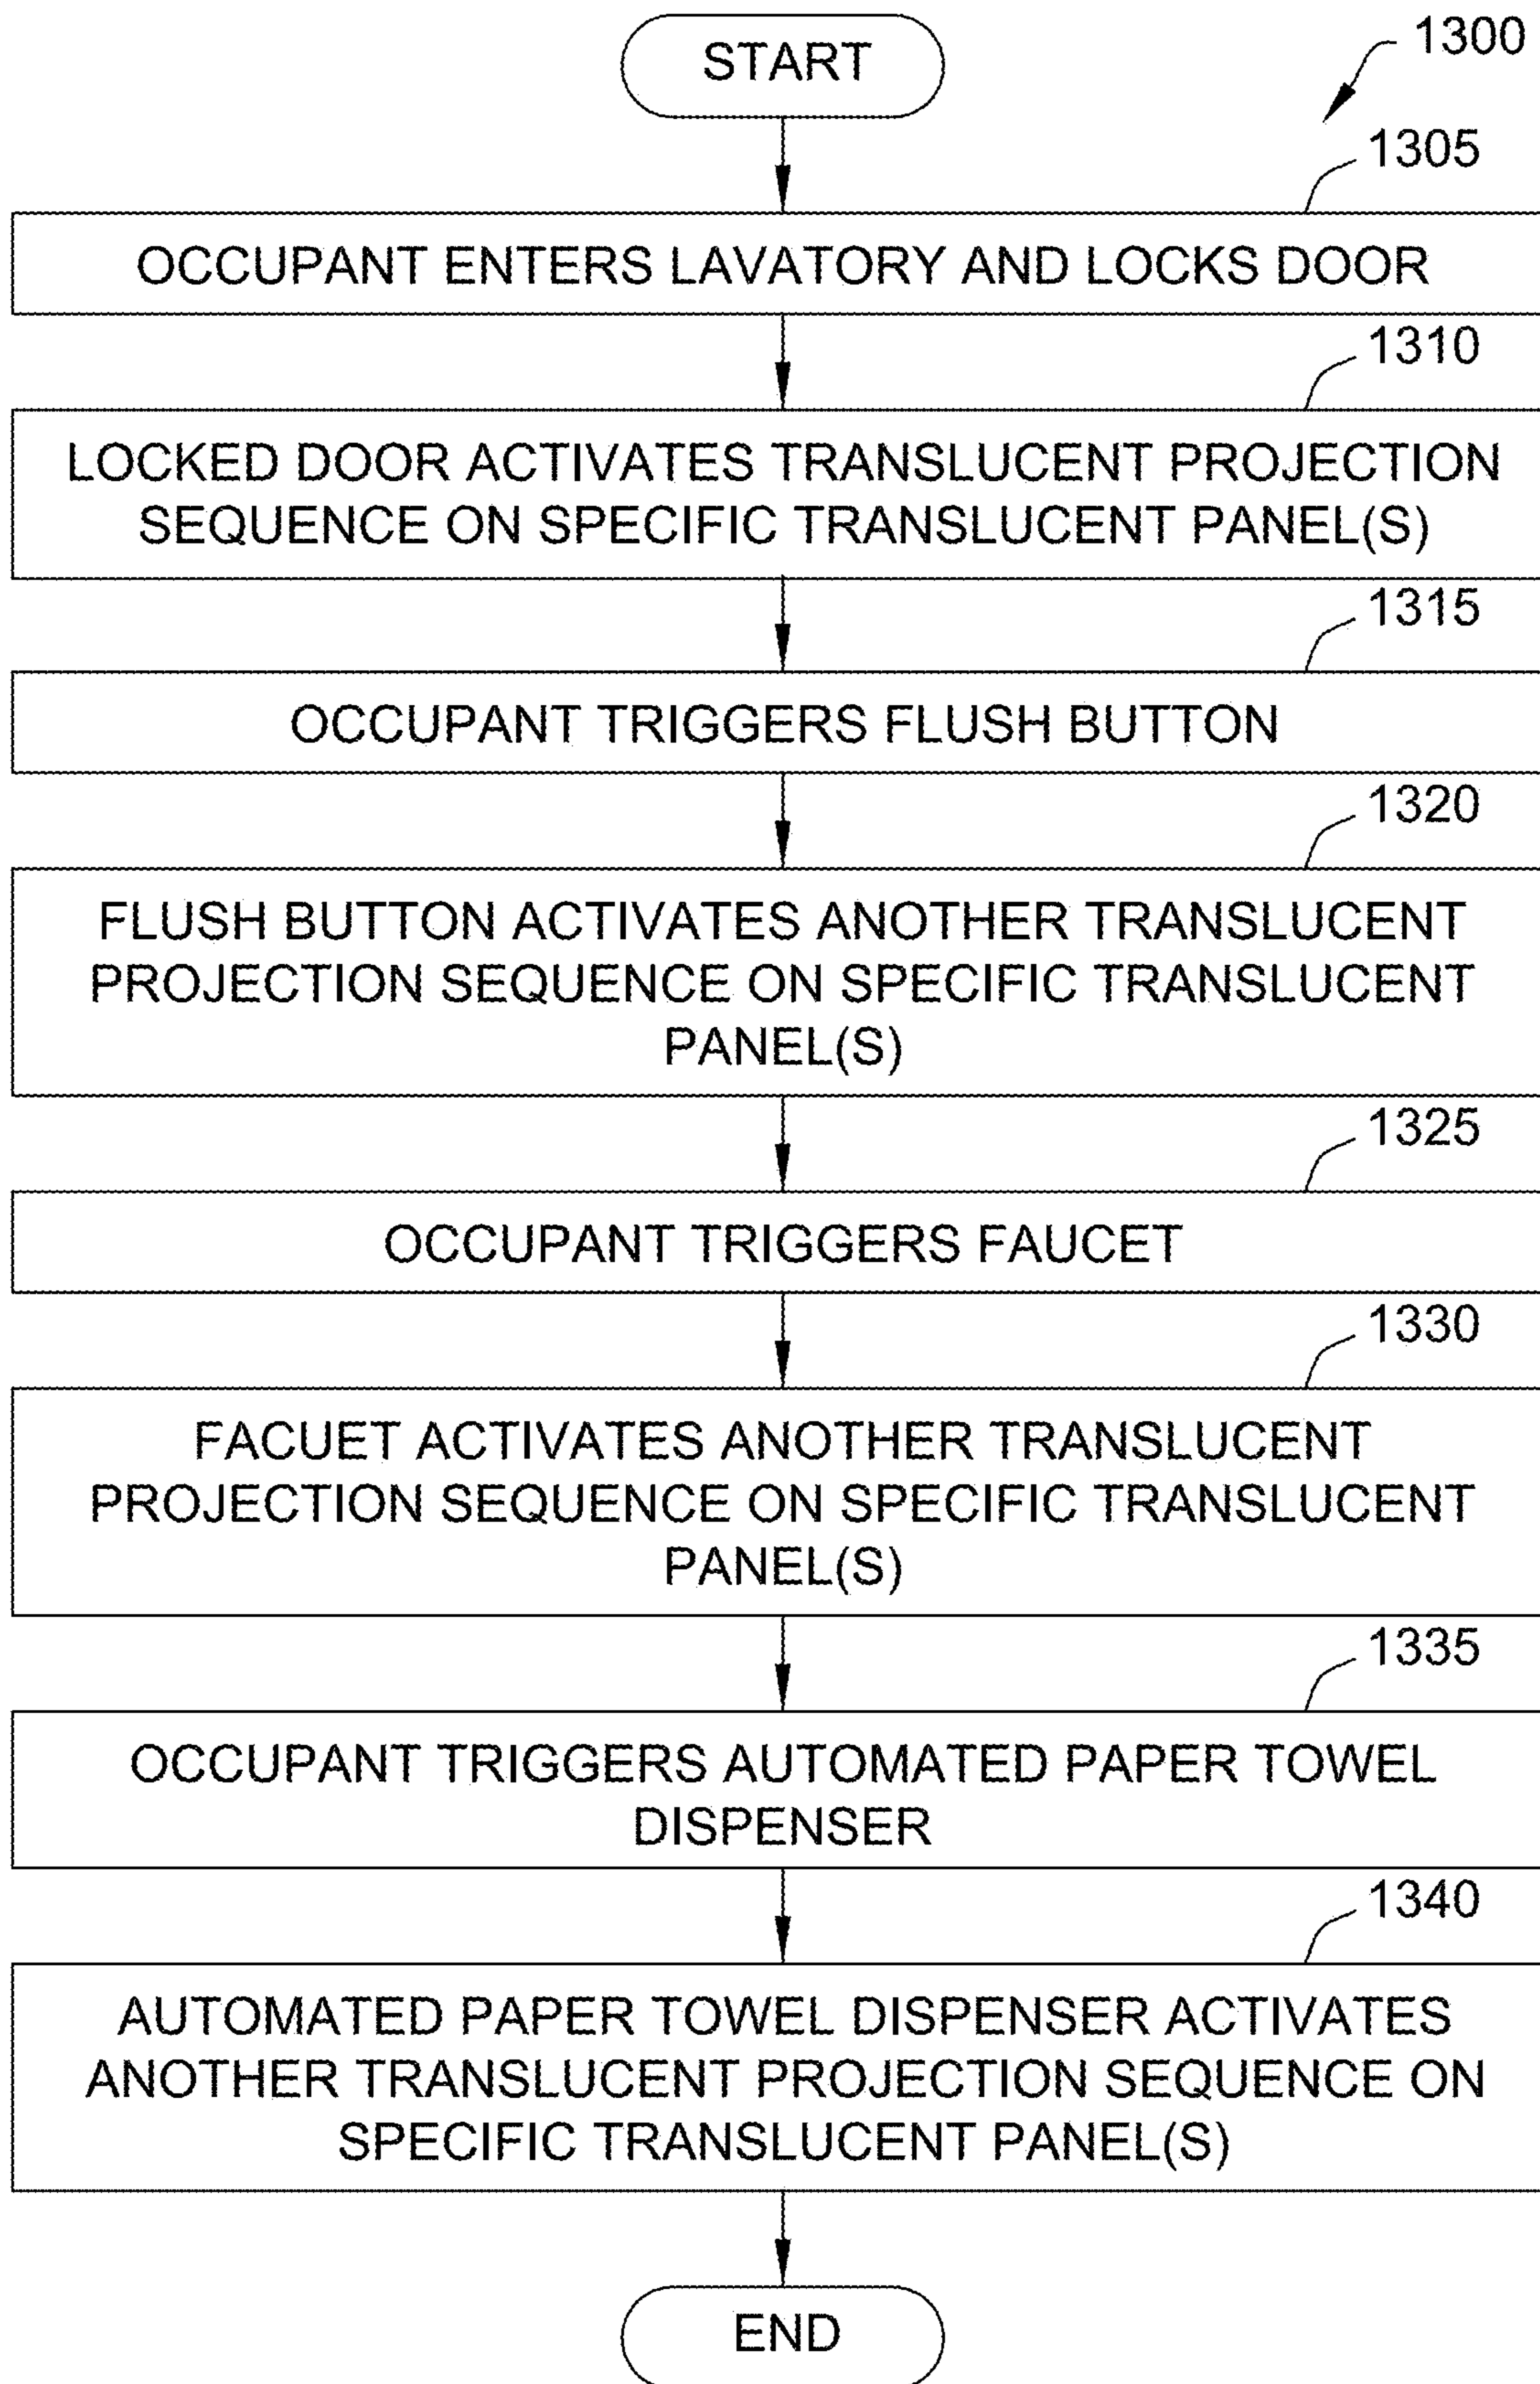 START
1300
1305
OCCUPANT ENTERS LAVATORY AND LOCKS DOOR
1310
LOCKED DOOR ACTIVATES TRANSLUCENT PROJECTION
SEQUENCE ON SPECIFIC TRANSLUCENT PANEL(S)
1315
OCCUPANT TRIGGERS FLUSH BUTTON
1320
FLUSH BUTTON ACTIVATES ANOTHER TRANSLUCENT
PROJECTION SEQUENCE ON SPECIFIC TRANSLUCENT
PANEL(S)
1325
OCCUPANT TRIGGERS FAUCET
1330
FACUET ACTIVATES ANOTHER TRANSLUCENT
PROJECTION SEQUENCE ON SPECIFIC TRANSLUCENT
PANEL(S)
1335
OCCUPANT TRIGGERS AUTOMATED PAPER TOWEL
DISPENSER
1340
AUTOMATED PAPER TOWEL DISPENSER ACTIVATES
ANOTHER TRANSLUCENT PROJECTION SEQUENCE ON
SPECIFIC TRANSLUCENT PANEL(S)
END